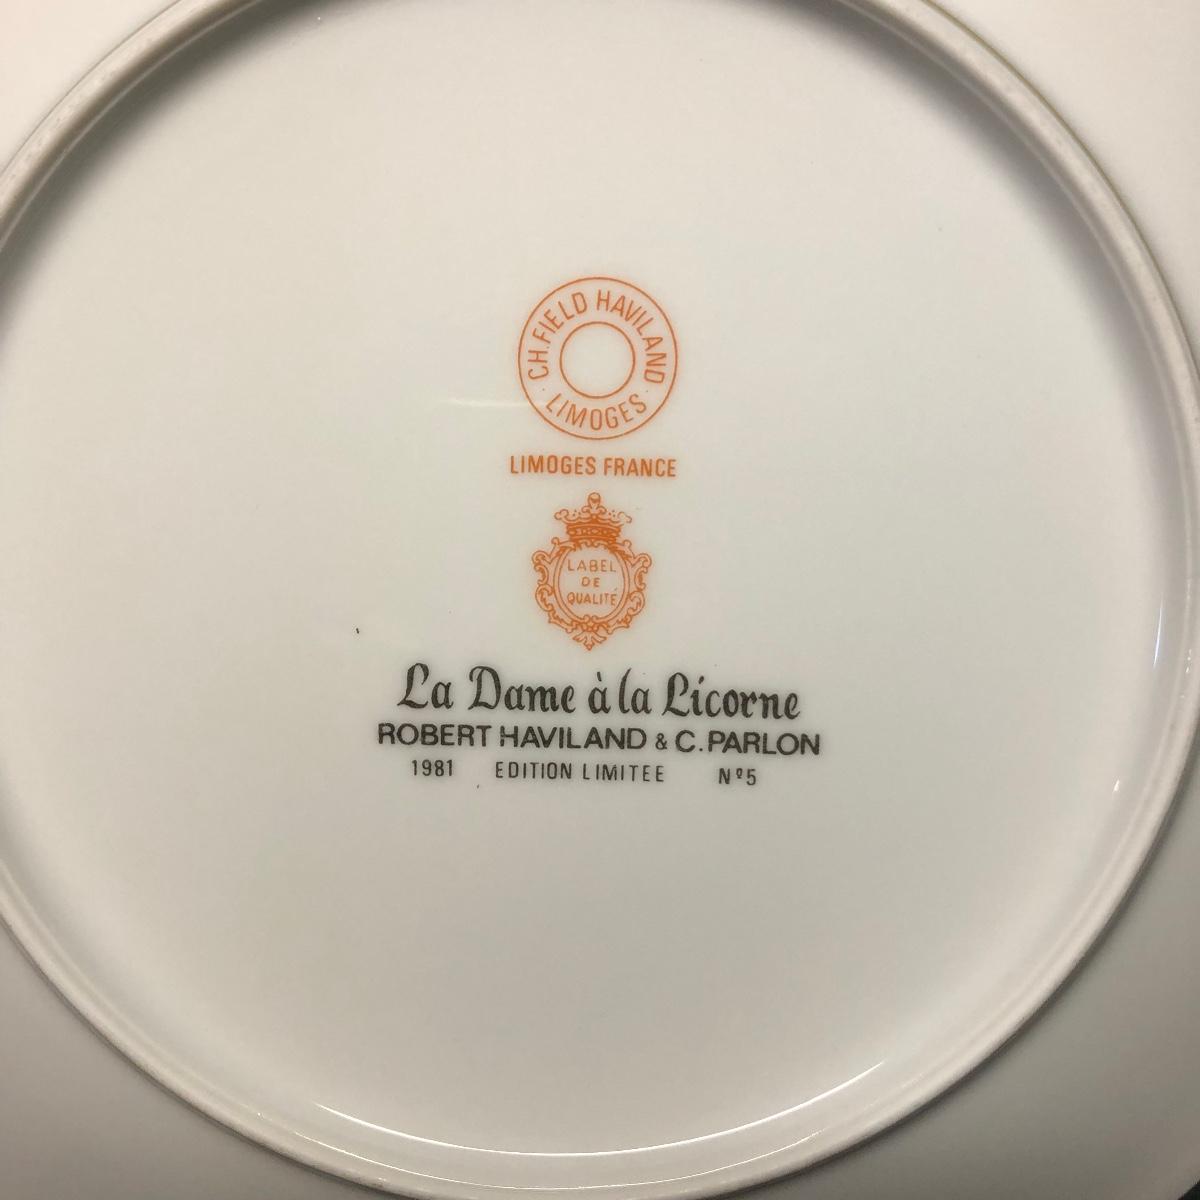 CH. FIELD HAVILAND
· LIMOGES ·
LIMOGES FRANCE
LABEL
DE
QUALITÉ
La Dame à la Licorne
ROBERT HAVILAND & C. PARLON
1981 EDITION LIMITEE Nº5